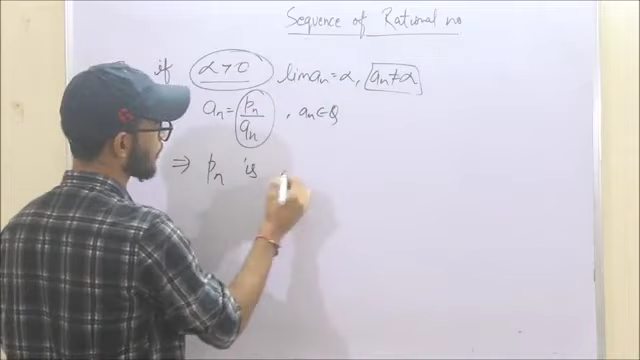 Sequence of Rational no
if α > 0 lim aₙ = α, aₙ ≠ α
aₙ = pₙ/qₙ , aₙ ∈ Q
⇒ pₙ is